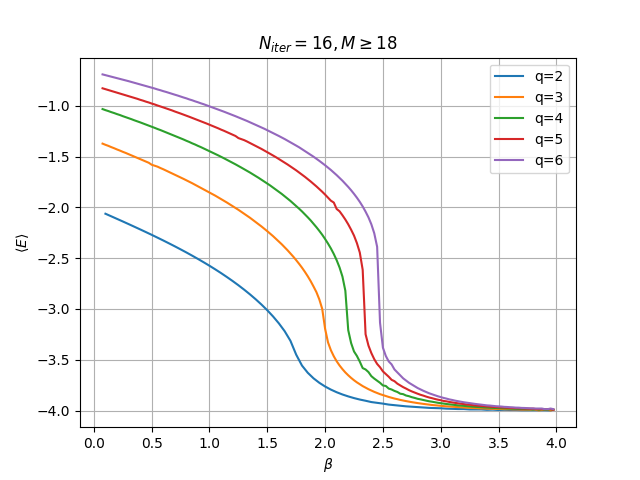 N_iter = 16, M ≥ 18
q=2
q=3
q=4
q=5
q=6
−1.0
−1.5
−2.0
−2.5
−3.0
−3.5
−4.0
⟨E⟩
0.0 0.5 1.0 1.5 2.0 2.5 3.0 3.5 4.0
β